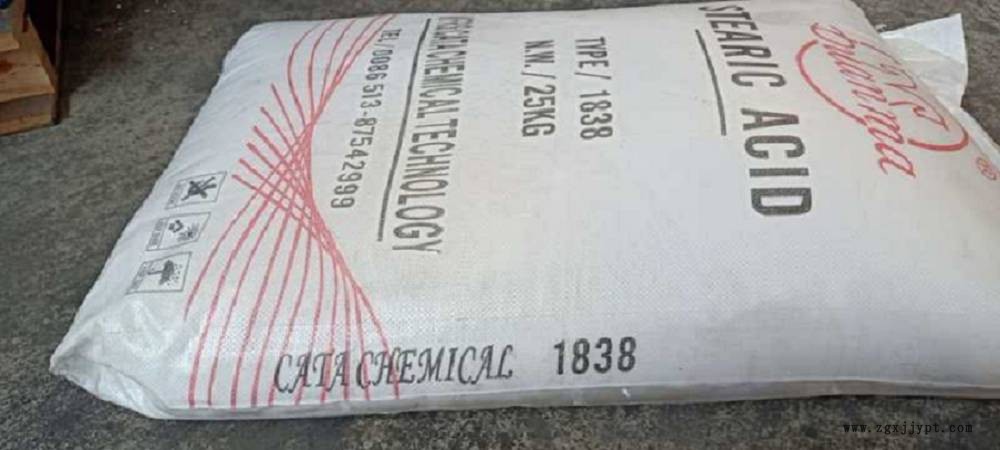 STEARIC ACID
TYPE / 1838
N.W. / 25KG
CHEMICAL TECHNOLOGY
TEL / 0086 513-87542999
CATA CHEMICAL 1838
®
www.zgxjjypt.com